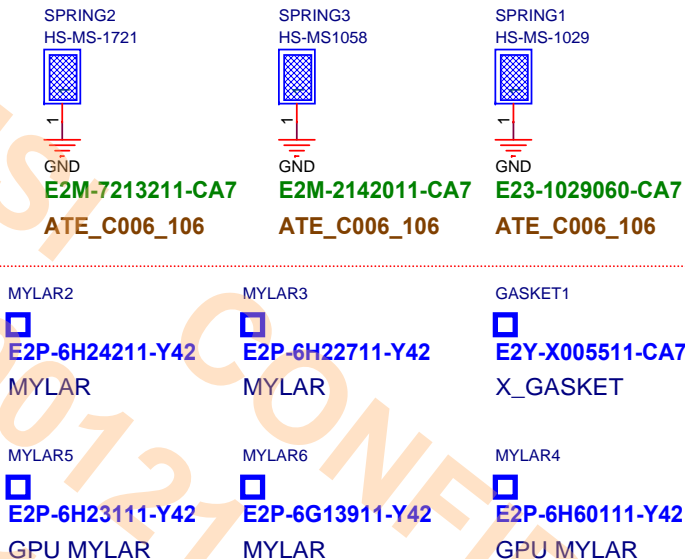 SPRING2 SPRING3 SPRING1
HS-MS-1721 HS-MS1058 HS-MS-1029
1 1 1
GND GND GND
E2M-7213211-CA7 E2M-2142011-CA7 E23-1029060-CA7
ATE_C006_106 ATE_C006_106 ATE_C006_106
MYLAR2 MYLAR3 GASKET1
E2P-6H24211-Y42 E2P-6H22711-Y42 E2Y-X005511-CA7
MYLAR MYLAR X_GASKET
MYLAR5 MYLAR6 MYLAR4
E2P-6H23111-Y42 E2P-6G13911-Y42 E2P-6H60111-Y42
GPU MYLAR MYLAR GPU MYLAR